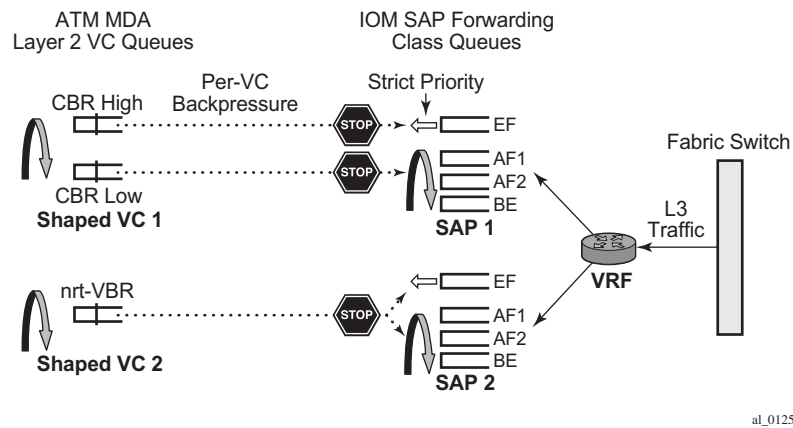 ATM MDA
Layer 2 VC Queues
IOM SAP Forwarding
Class Queues
Per-VC
Backpressure
Strict Priority
CBR High
STOP
EF
Fabric Switch
AF1
STOP
AF2
CBR Low
BE
L3
Traffic
Shaped VC 1
SAP 1
VRF
EF
nrt-VBR
STOP
AF1
AF2
Shaped VC 2
BE
SAP 2
al_0125